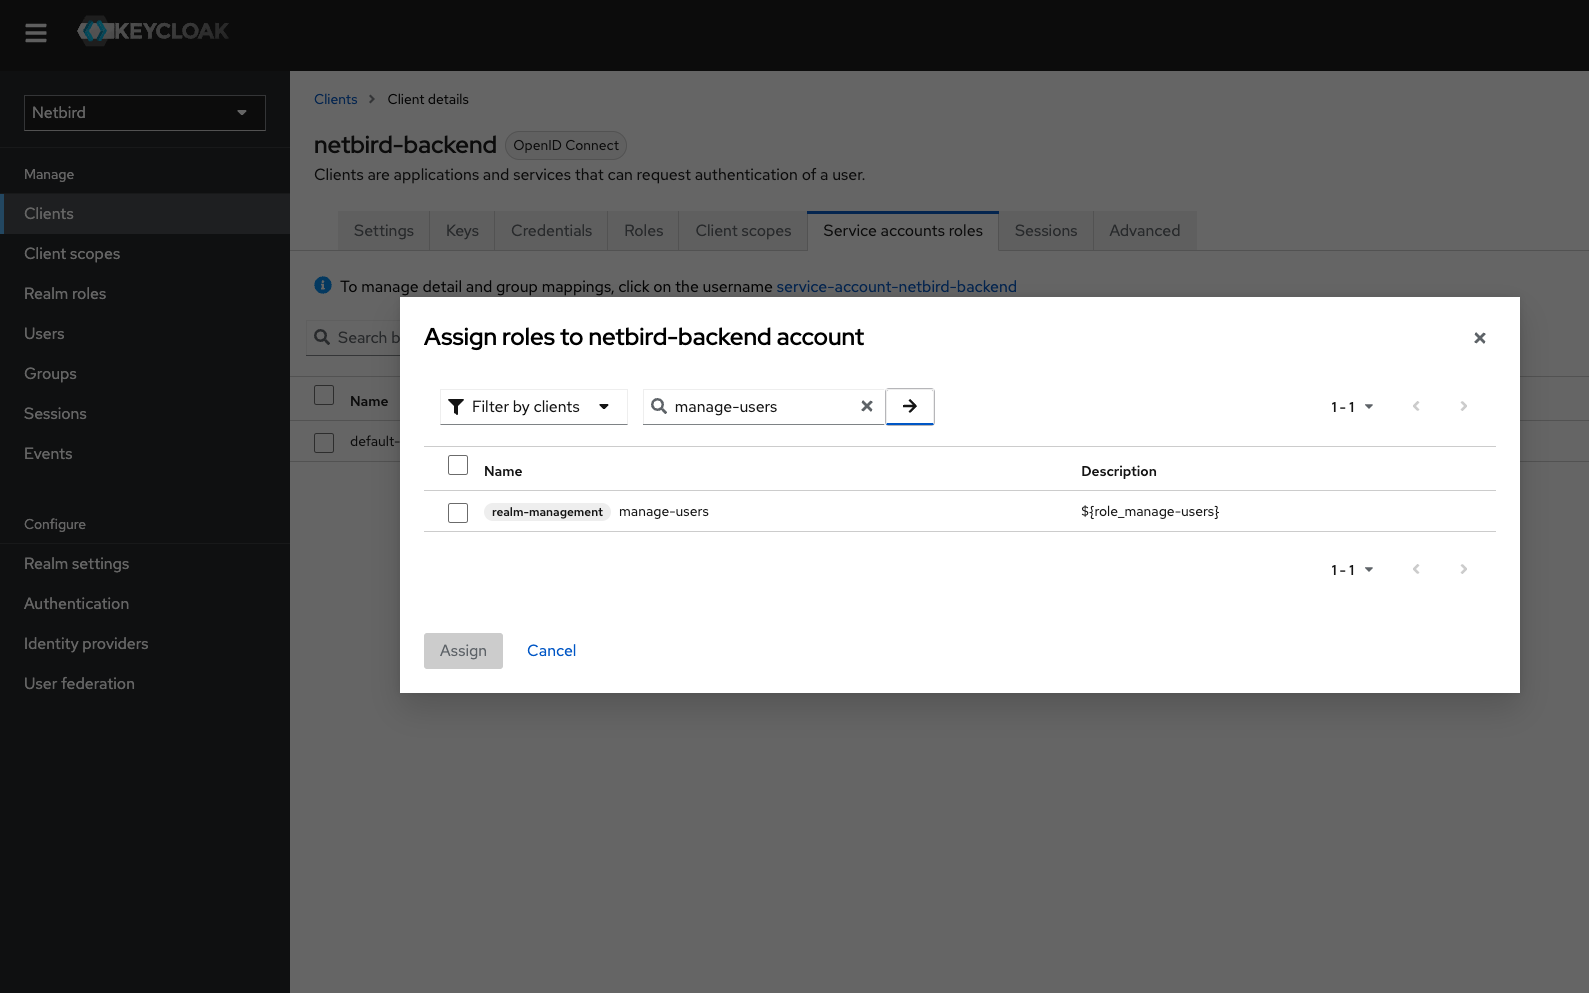 KEYCLOAK
Netbird
Manage
Clients
Client scopes
Realm roles
Users
Groups
Sessions
Events
Configure
Realm settings
Authentication
Identity providers
User federation
Clients > Client details
netbird-backend OpenID Connect
Clients are applications and services that can request authentication of a user.
Settings Keys Credentials Roles Client scopes Service accounts roles Sessions Advanced
To manage detail and group mappings, click on the username service-account-netbird-backend
Search b
Name
default-
Assign roles to netbird-backend account
Filter by clients manage-users 1 - 1
Name Description
realm-management manage-users ${role_manage-users}
1 - 1
Assign Cancel